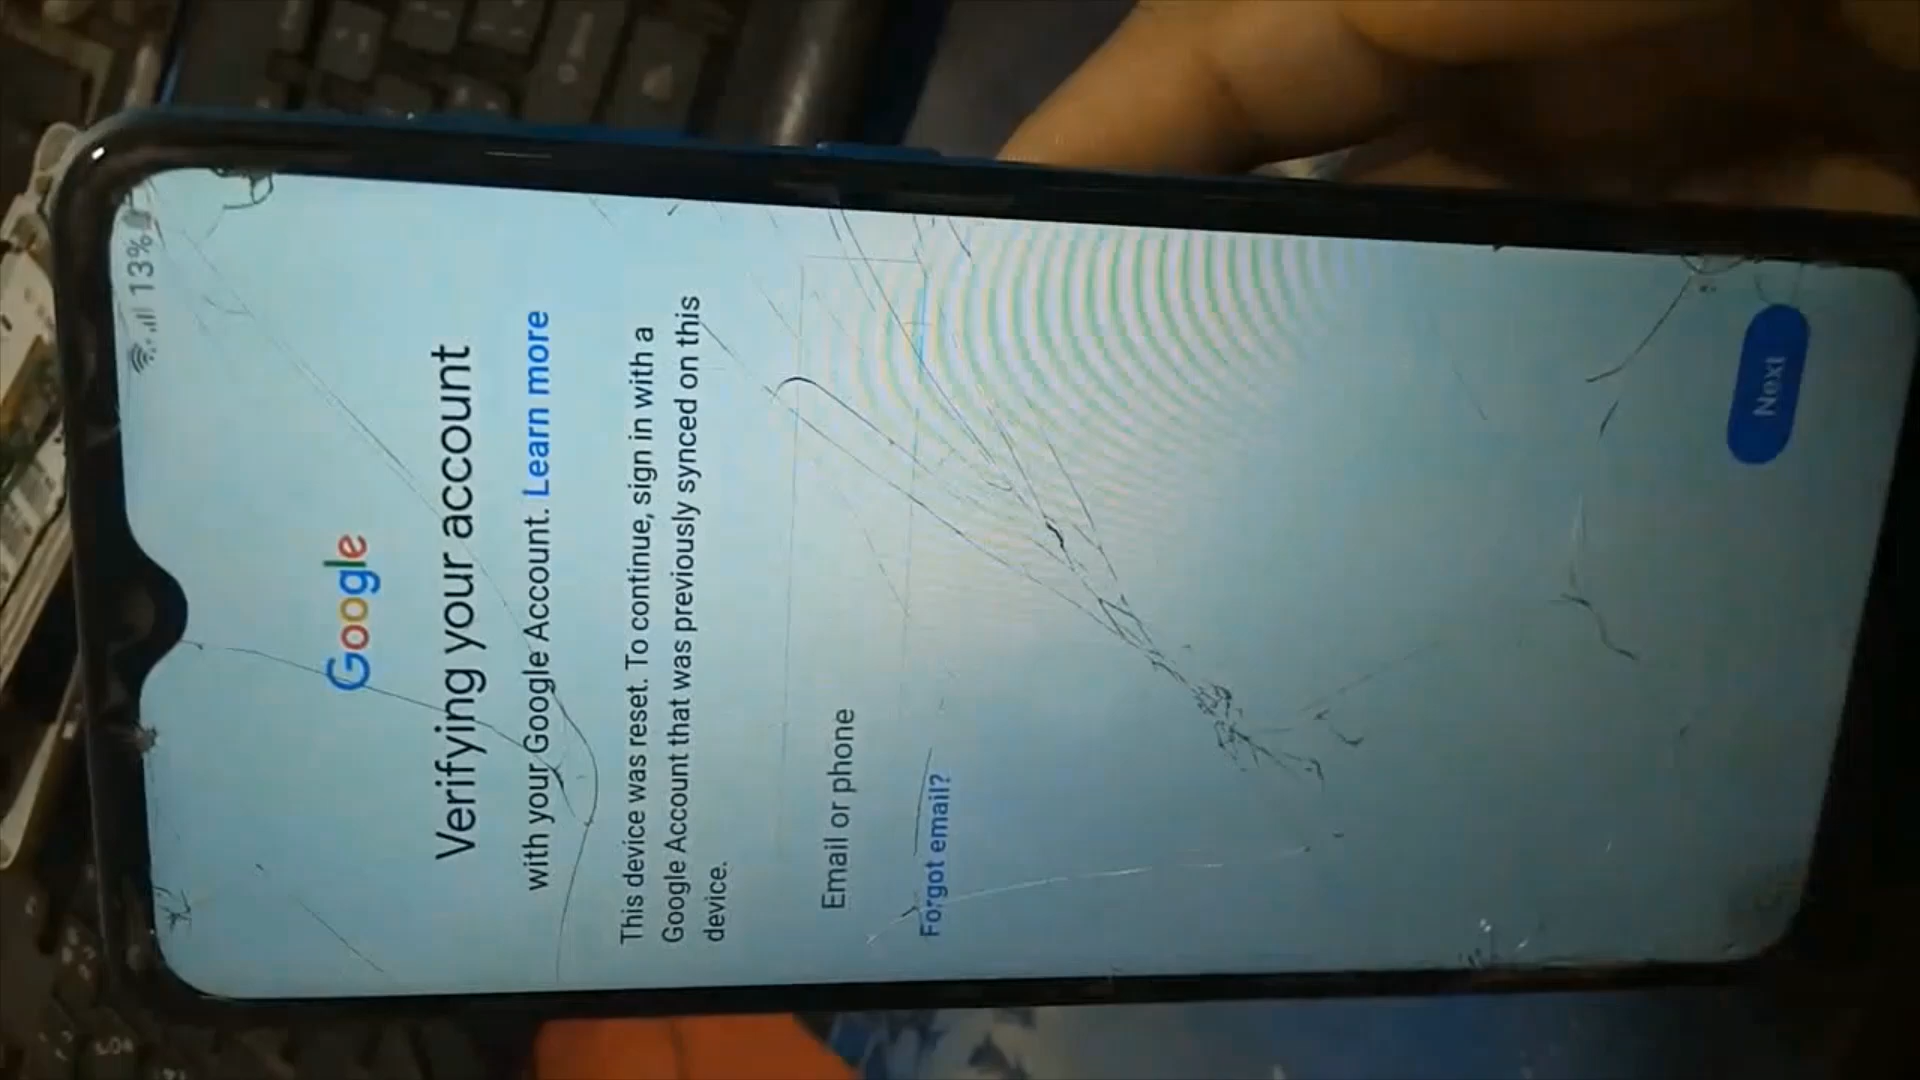 13%
Google
Verifying your account
with your Google Account. Learn more
This device was reset. To continue, sign in with a
Google Account that was previously synced on this
device.
Email or phone
Forgot email?
Next